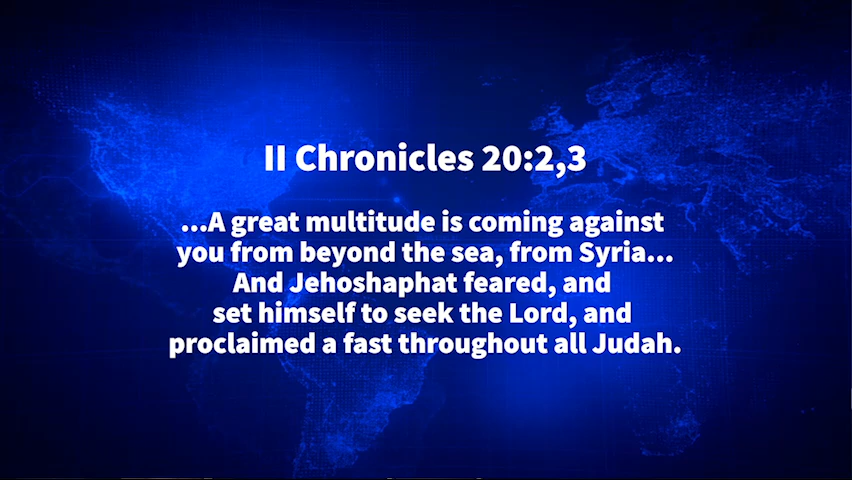 II Chronicles 20:2,3
...A great multitude is coming against
you from beyond the sea, from Syria...
And Jehoshaphat feared, and
set himself to seek the Lord, and
proclaimed a fast throughout all Judah.